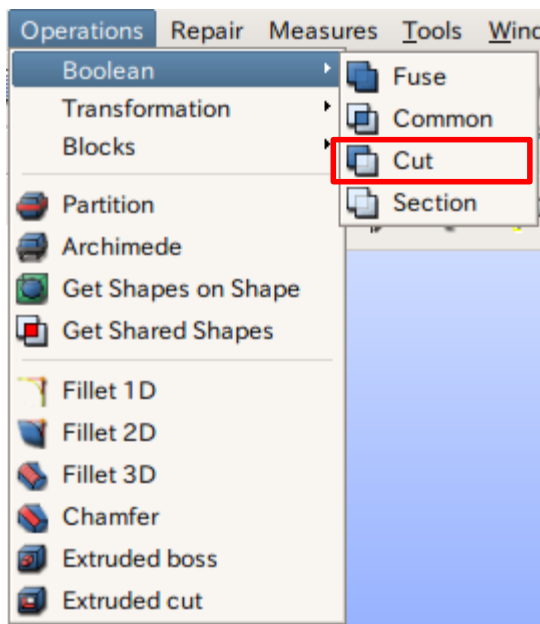 Operations Repair Measures Tools Wind
Boolean
Transformation
Blocks
Partition
Archimede
Get Shapes on Shape
Get Shared Shapes
Fillet 1D
Fillet 2D
Fillet 3D
Chamfer
Extruded boss
Extruded cut
Fuse
Common
Cut
Section